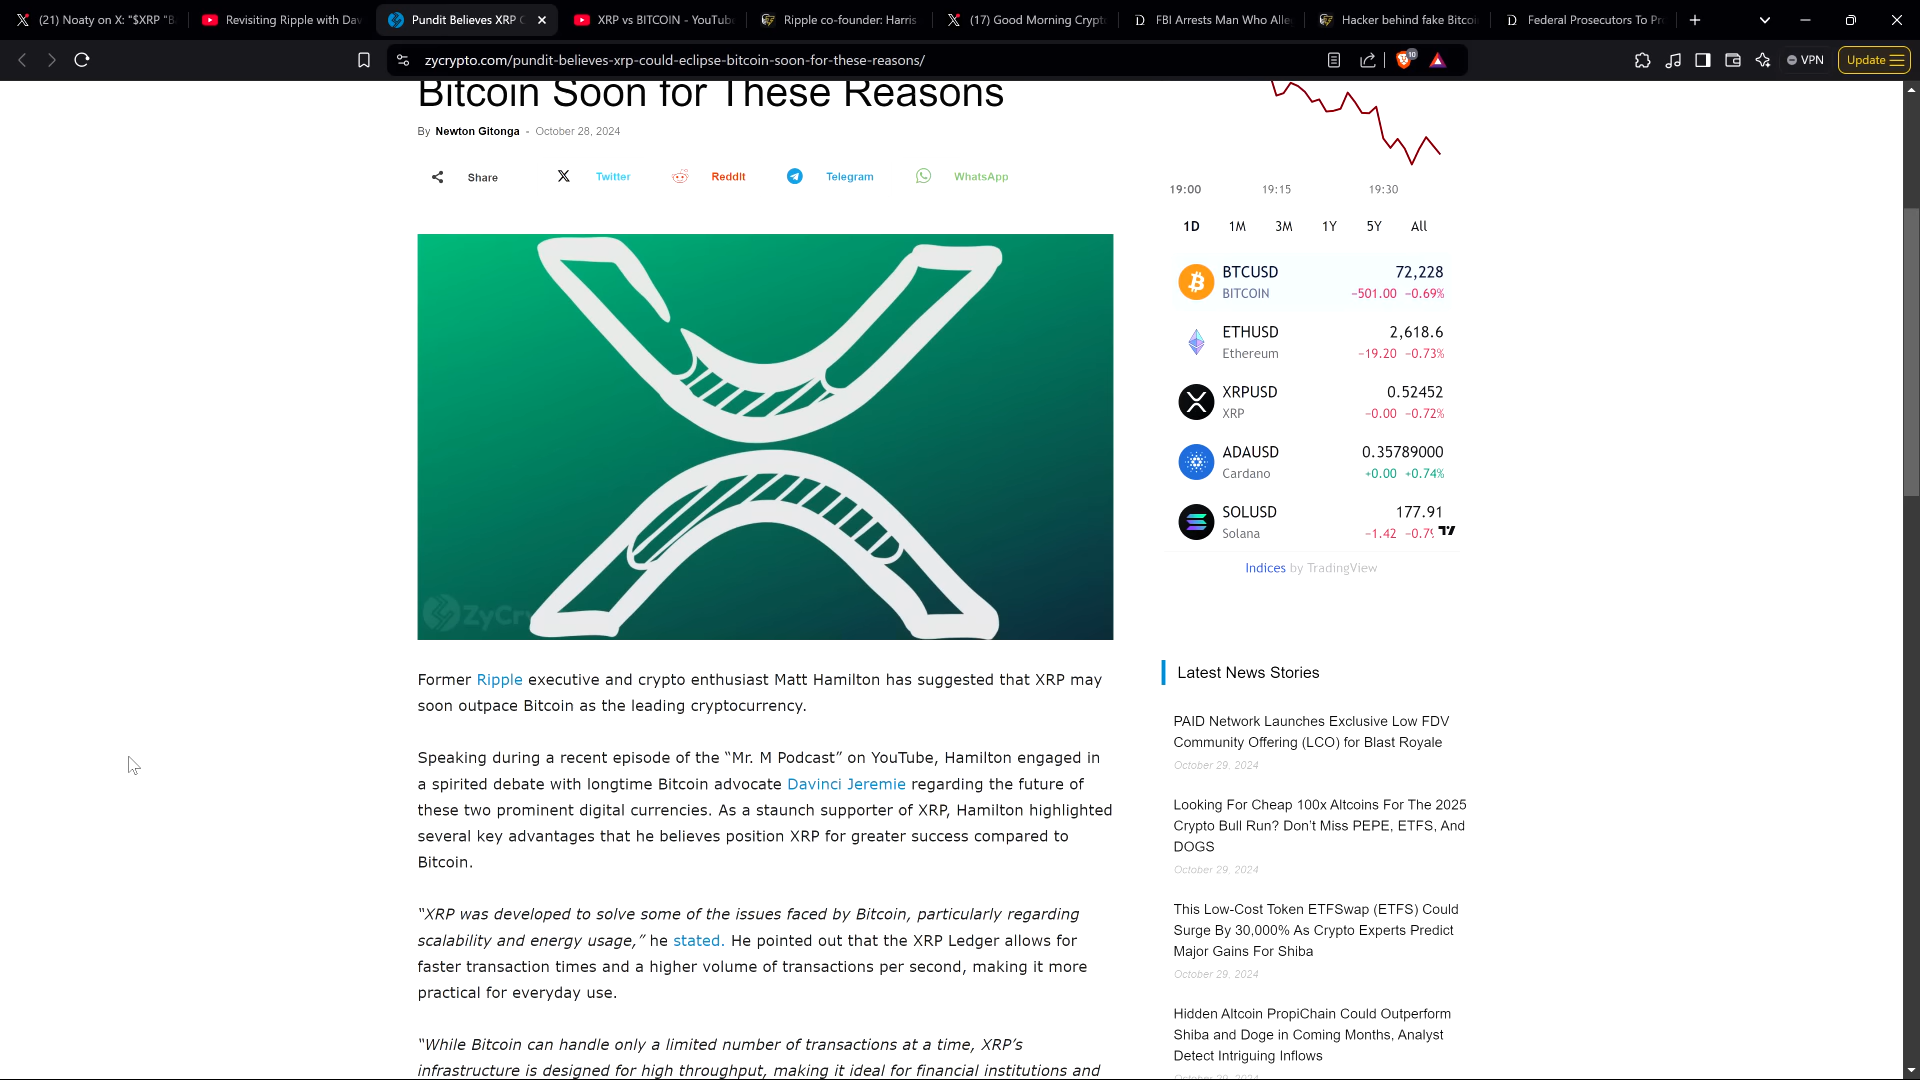 (21) Noaty on X: "$XRP "B
Revisiting Ripple with Dav
Pundit Believes XRP C
XRP vs BITCOIN - YouTube
Ripple co-founder: Harris
(17) Good Morning Crypto
FBI Arrests Man Who Alle
Hacker behind fake Bitcoi
Federal Prosecutors To Pr
zycrypto.com/pundit-believes-xrp-could-eclipse-bitcoin-soon-for-these-reasons/
10
VPN
Update
Bitcoin Soon for These Reasons
By Newton Gitonga - October 28, 2024
Share
Twitter
ReddIt
Telegram
WhatsApp
ZyCry
Former Ripple executive and crypto enthusiast Matt Hamilton has suggested that XRP may
soon outpace Bitcoin as the leading cryptocurrency.
Speaking during a recent episode of the “Mr. M Podcast” on YouTube, Hamilton engaged in
a spirited debate with longtime Bitcoin advocate Davinci Jeremie regarding the future of
these two prominent digital currencies. As a staunch supporter of XRP, Hamilton highlighted
several key advantages that he believes position XRP for greater success compared to
Bitcoin.
“XRP was developed to solve some of the issues faced by Bitcoin, particularly regarding
scalability and energy usage,” he stated. He pointed out that the XRP Ledger allows for
faster transaction times and a higher volume of transactions per second, making it more
practical for everyday use.
“While Bitcoin can handle only a limited number of transactions at a time, XRP’s
infrastructure is designed for high throughput, making it ideal for financial institutions and
19:00 19:15 19:30
1D 1M 3M 1Y 5Y All
BTCUSD 72,228
BITCOIN −501.00 −0.69%
ETHUSD 2,618.6
Ethereum −19.20 −0.73%
XRPUSD 0.52452
XRP −0.00 −0.72%
ADAUSD 0.35789000
Cardano +0.00 +0.74%
SOLUSD 177.91
Solana −1.42 −0.79
Indices by TradingView
Latest News Stories
PAID Network Launches Exclusive Low FDV
Community Offering (LCO) for Blast Royale
October 29, 2024
Looking For Cheap 100x Altcoins For The 2025
Crypto Bull Run? Don’t Miss PEPE, ETFS, And
DOGS
October 29, 2024
This Low-Cost Token ETFSwap (ETFS) Could
Surge By 30,000% As Crypto Experts Predict
Major Gains For Shiba
October 29, 2024
Hidden Altcoin PropiChain Could Outperform
Shiba and Doge in Coming Months, Analyst
Detect Intriguing Inflows
October 29, 2024